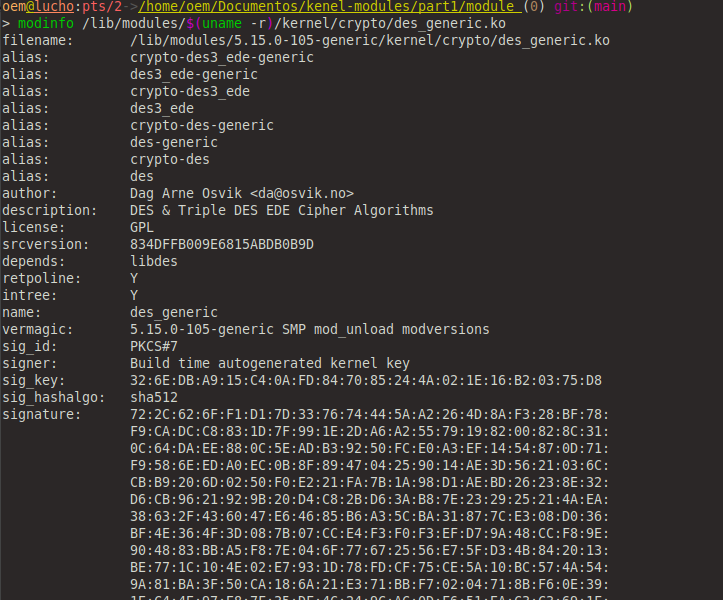 oem@lucho:pts/2->/home/oem/Documentos/kenel-modules/part1/module (0) git:(main)
> modinfo /lib/modules/$(uname -r)/kernel/crypto/des_generic.ko
filename:       /lib/modules/5.15.0-105-generic/kernel/crypto/des_generic.ko
alias:          crypto-des3_ede-generic
alias:          des3_ede-generic
alias:          crypto-des3_ede
alias:          des3_ede
alias:          crypto-des-generic
alias:          des-generic
alias:          crypto-des
alias:          des
author:         Dag Arne Osvik <da@osvik.no>
description:    DES & Triple DES EDE Cipher Algorithms
license:        GPL
srcversion:     834DFFB009E6815ABDB0B9D
depends:        libdes
retpoline:      Y
intree:         Y
name:           des_generic
vermagic:       5.15.0-105-generic SMP mod_unload modversions
sig_id:         PKCS#7
signer:         Build time autogenerated kernel key
sig_key:        32:6E:DB:A9:15:C4:0A:FD:84:70:85:24:4A:02:1E:16:B2:03:75:D8
sig_hashalgo:   sha512
signature:      72:2C:62:6F:F1:D1:7D:33:76:74:44:5A:A2:26:4D:8A:F3:28:BF:78:
F9:CA:DC:C8:83:1D:7F:99:1E:2D:A6:A2:55:79:19:82:00:82:8C:31:
0C:64:DA:EE:88:0C:5E:AD:B3:92:50:FC:E0:A3:EF:14:54:87:0D:71:
F9:58:6E:ED:A0:EC:0B:8F:89:47:04:25:90:14:AE:3D:56:21:03:6C:
CB:B9:20:6D:02:50:F0:E2:21:FA:7B:1A:98:D1:AE:BD:26:23:8E:32:
D6:CB:96:21:92:9B:20:D4:C8:2B:D6:3A:B8:7E:23:29:25:21:4A:EA:
38:63:2F:43:60:47:E6:46:85:B6:A3:5C:BA:31:87:7C:E3:08:D0:36:
BF:4E:36:4F:3D:08:7B:07:CC:E4:F3:F0:F3:EF:D7:9A:48:CC:F8:9E:
90:48:83:BB:A5:F8:7E:04:6F:77:67:25:56:E7:5F:D3:4B:84:20:13:
BE:77:1C:10:4E:02:E7:93:1D:78:FD:CF:75:CE:5A:10:BC:57:4A:54:
9A:81:BA:3F:50:CA:18:6A:21:E3:71:BB:F7:02:04:71:8B:F6:0E:39: